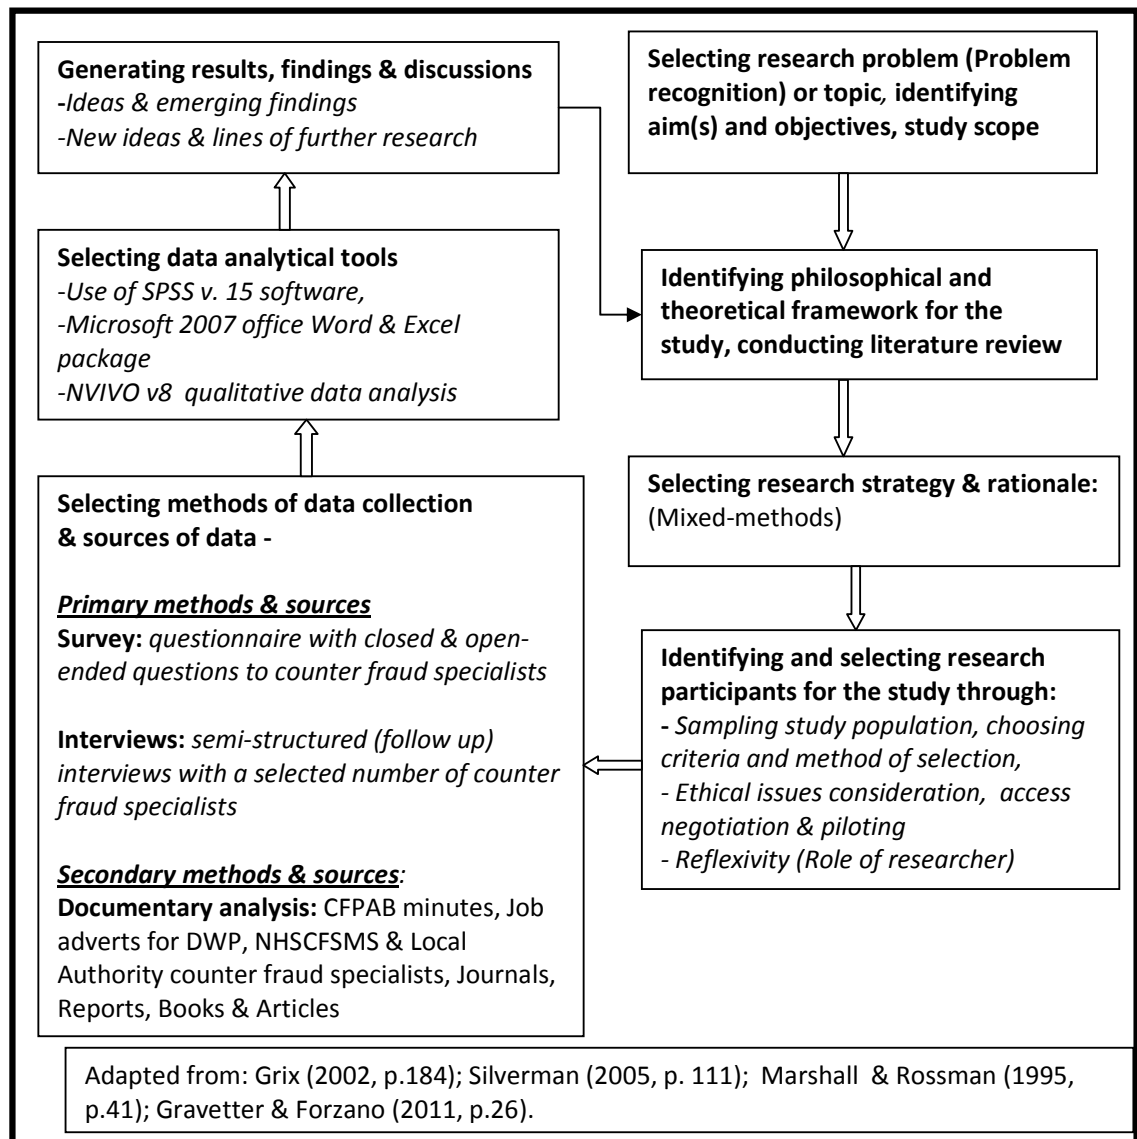 Generating results, findings & discussions
-Ideas & emerging findings
-New ideas & lines of further research
Selecting research problem (Problem
recognition) or topic, identifying
aim(s) and objectives, study scope
Selecting data analytical tools
-Use of SPSS v. 15 software,
-Microsoft 2007 office Word & Excel
package
-NVIVO v8  qualitative data analysis
Identifying philosophical and
theoretical framework for the
study, conducting literature review
Selecting research strategy & rationale:
(Mixed-methods)
Selecting methods of data collection
& sources of data -
Primary methods & sources
Survey: questionnaire with closed & open-
ended questions to counter fraud specialists
Interviews: semi-structured (follow up)
interviews with a selected number of counter
fraud specialists
Secondary methods & sources:
Documentary analysis: CFPAB minutes, Job
adverts for DWP, NHSCFSMS & Local
Authority counter fraud specialists, Journals,
Reports, Books & Articles
Identifying and selecting research
participants for the study through:
- Sampling study population, choosing
criteria and method of selection,
- Ethical issues consideration,  access
negotiation & piloting
- Reflexivity (Role of researcher)
Adapted from: Grix (2002, p.184); Silverman (2005, p. 111);  Marshall  & Rossman (1995,
p.41); Gravetter & Forzano (2011, p.26).